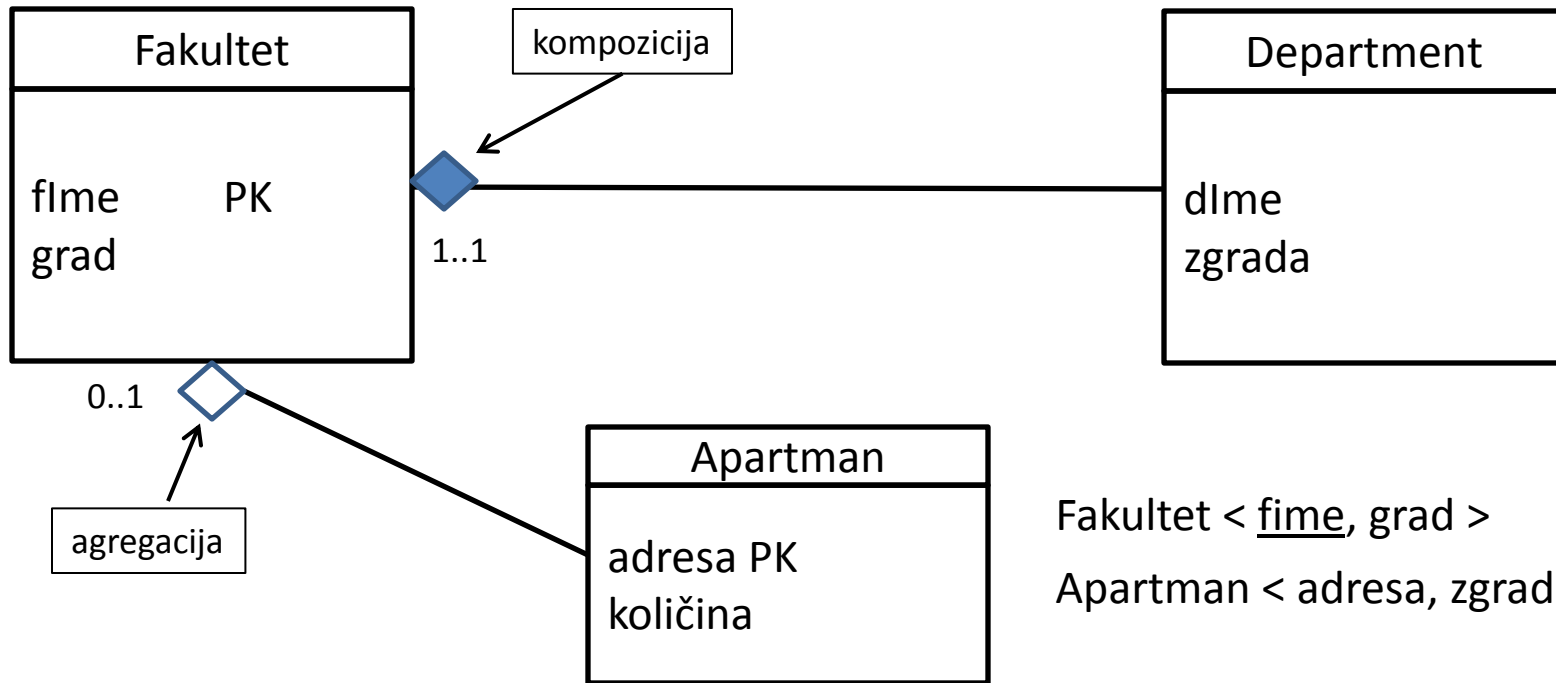 Fakultet
kompozicija
Department
fIme PK
grad
1..1
dIme
zgrada
0..1
agregacija
Apartman
adresa PK
količina
Fakultet < fime, grad >
Apartman < adresa, zgrad